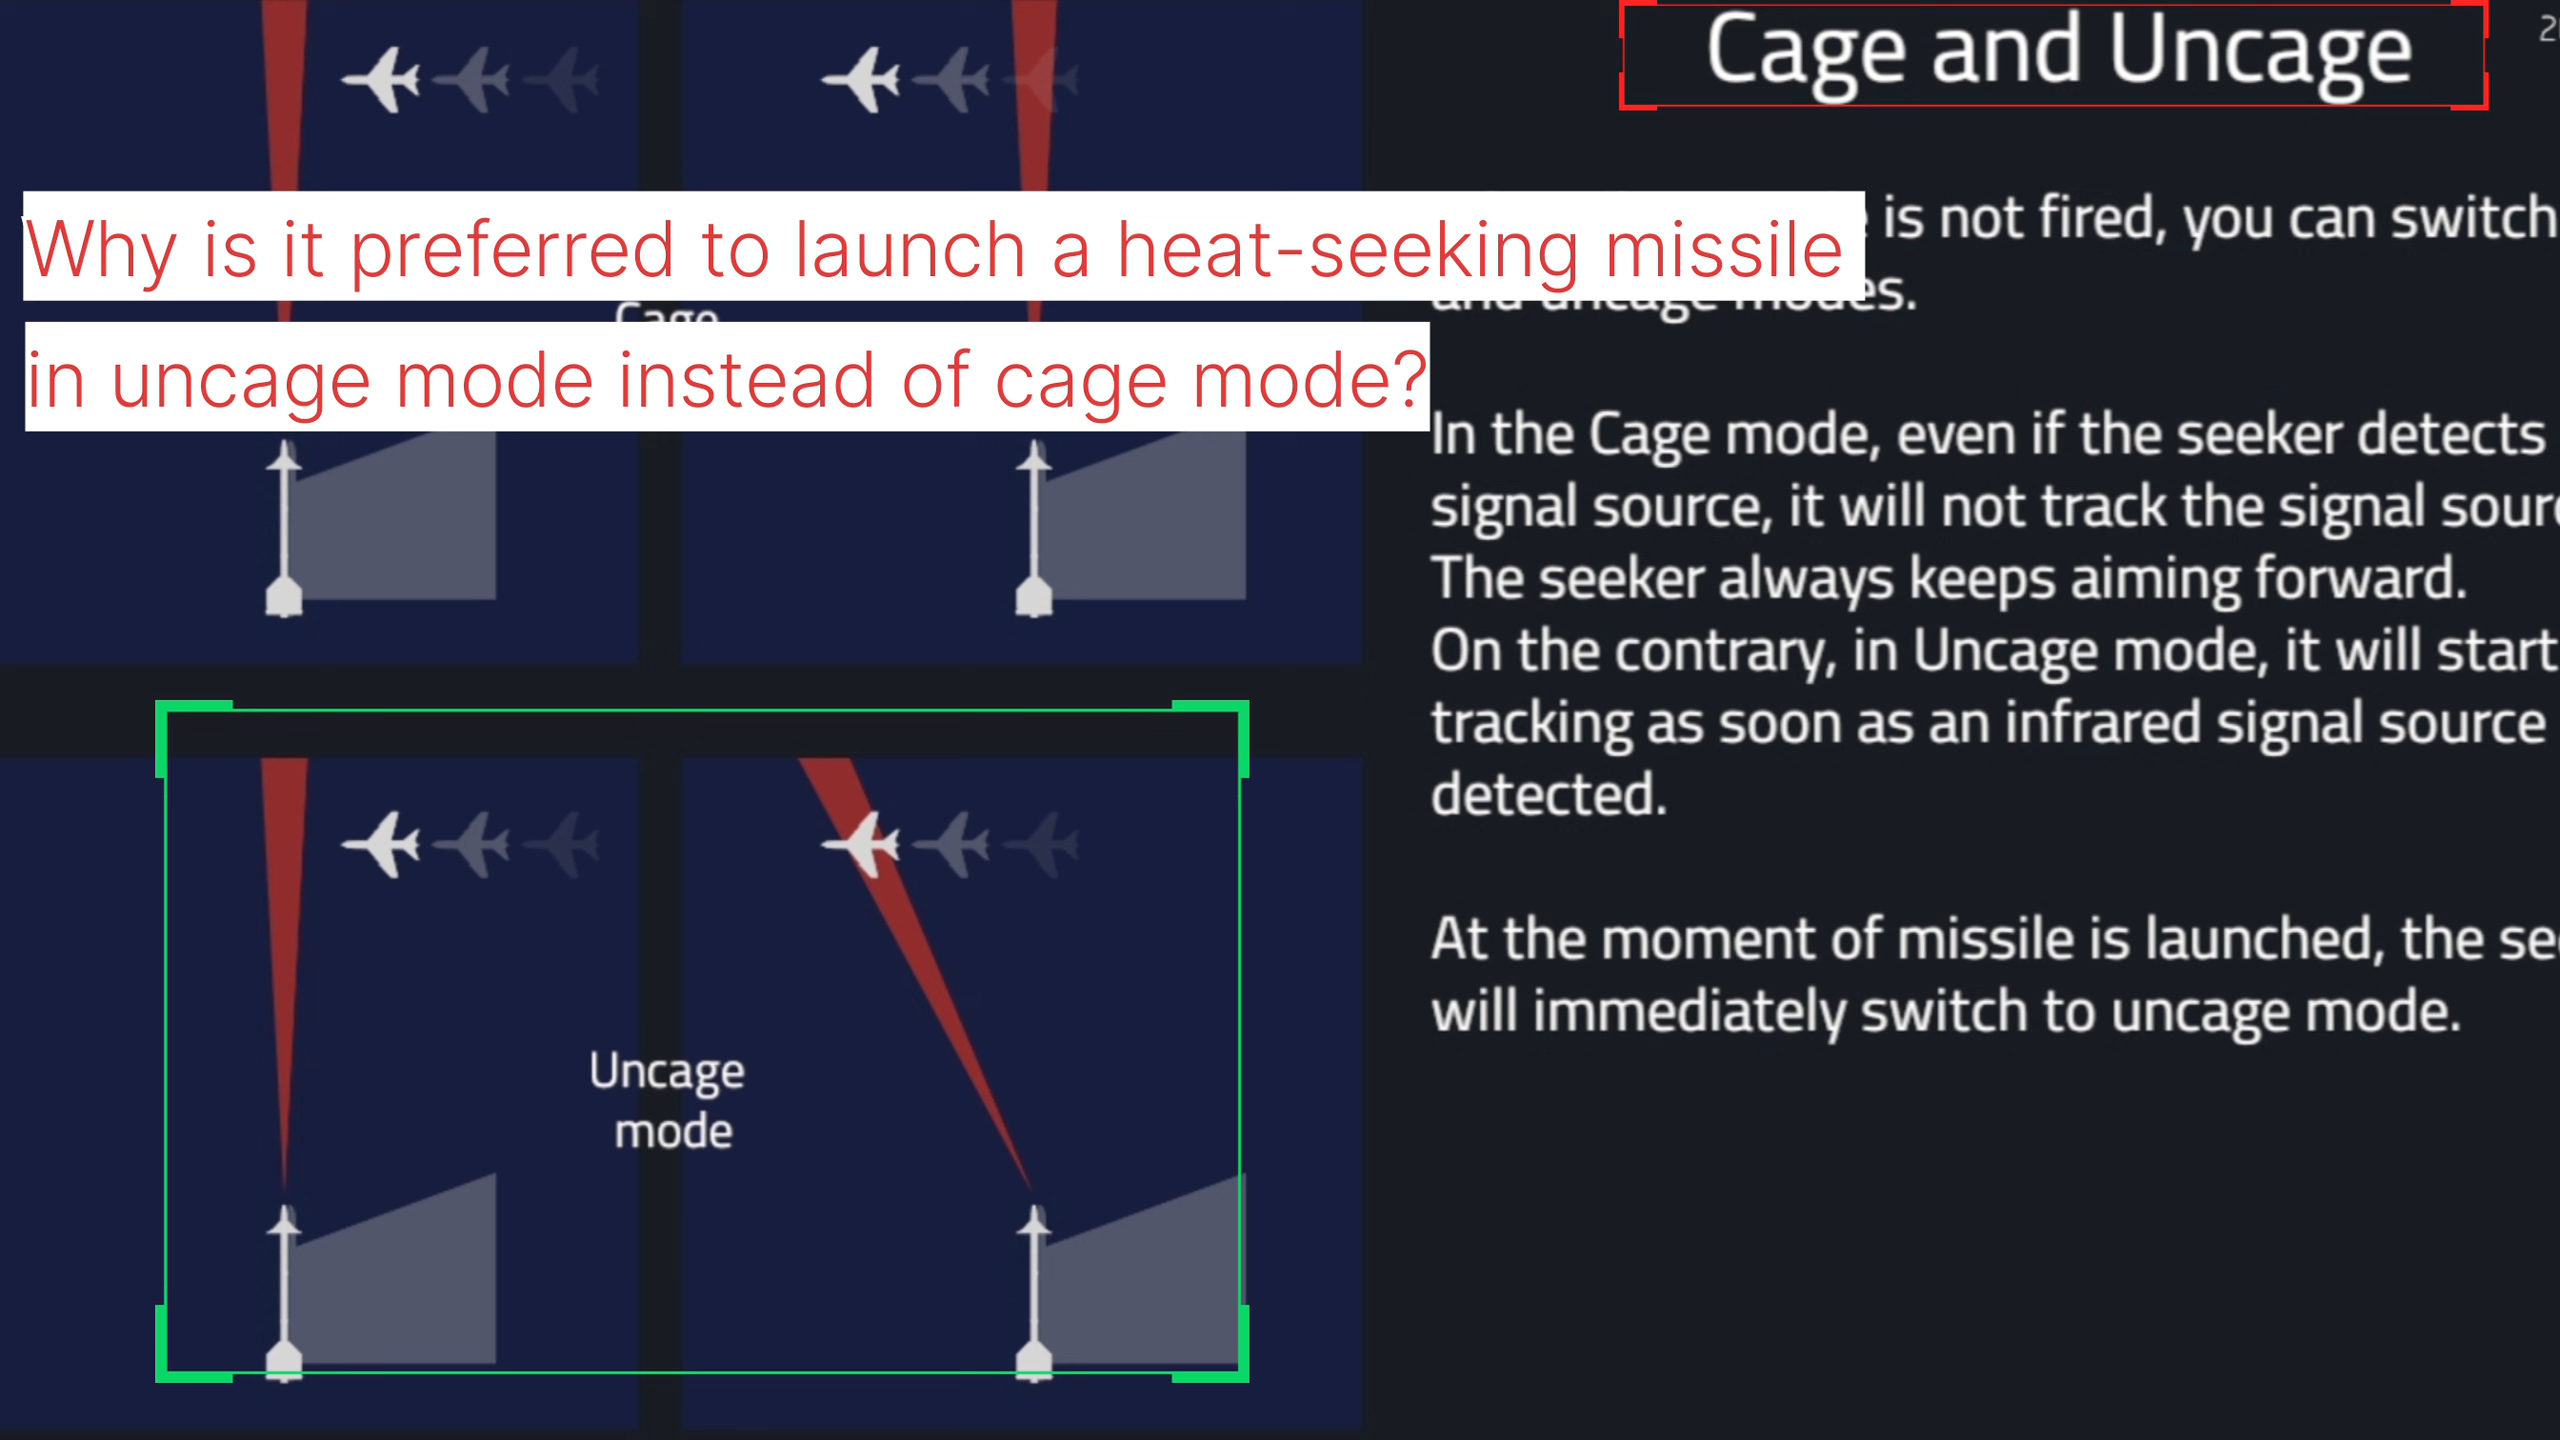 Cage and Uncage
Why is it preferred to launch a heat-seeking missile
in uncage mode instead of cage mode?
is not fired, you can switch
and uncage modes.
Cage
In the Cage mode, even if the seeker detects
signal source, it will not track the signal
The seeker always keeps aiming forward.
On the contrary, in Uncage mode, it will start
tracking as soon as an infrared signal source
detected.
At the moment of missile is launched, the
will immediately switch to uncage mode.
Uncage
mode